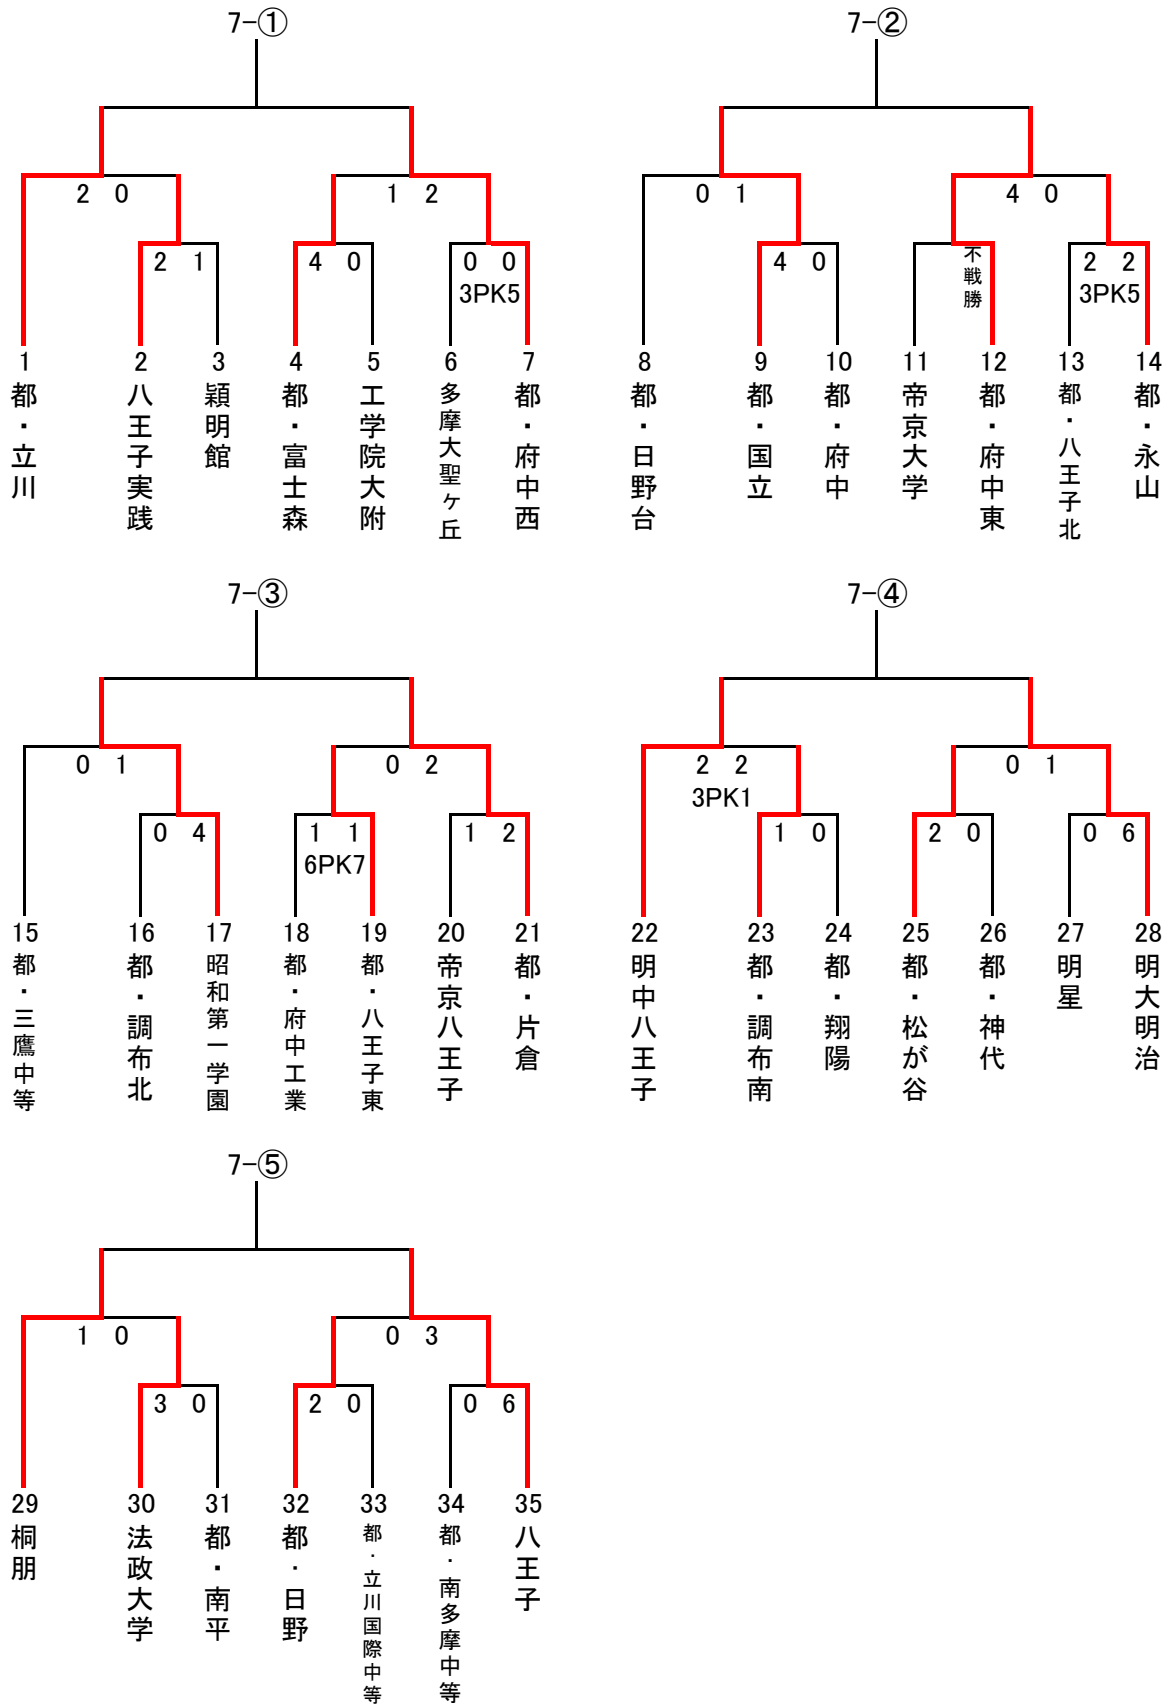 7-①
2 0
1 2
2 1
4 0
0 0
3PK5
1
2
3
4
5
6
7
都・立川
八王子実践
穎明館
都・富士森
工学院大附
多摩大聖ヶ丘
都・府中西
7-②
0 1
4 0
4 0
不戦勝
2 2
3PK5
8
9
10
11
12
13
14
都・日野台
都・国立
都・府中
帝京大学
都・府中東
都・八王子北
都・永山
7-③
0 1
0 2
0 4
1 1
6PK7
1 2
15
16
17
18
19
20
21
都・三鷹中等
都・調布北
昭和第一学園
都・府中工業
都・八王子東
帝京八王子
都・片倉
7-④
2 2
3PK1
0 1
1 0
2 0
0 6
22
23
24
25
26
27
28
明中八王子
都・調布南
都・翔陽
都・松が谷
都・神代
明星
明大明治
7-⑤
1 0
0 3
3 0
2 0
0 6
29
30
31
32
33
34
35
桐朋
法政大学
都・南平
都・日野
都・立川国際中等
都・南多摩中等
八王子